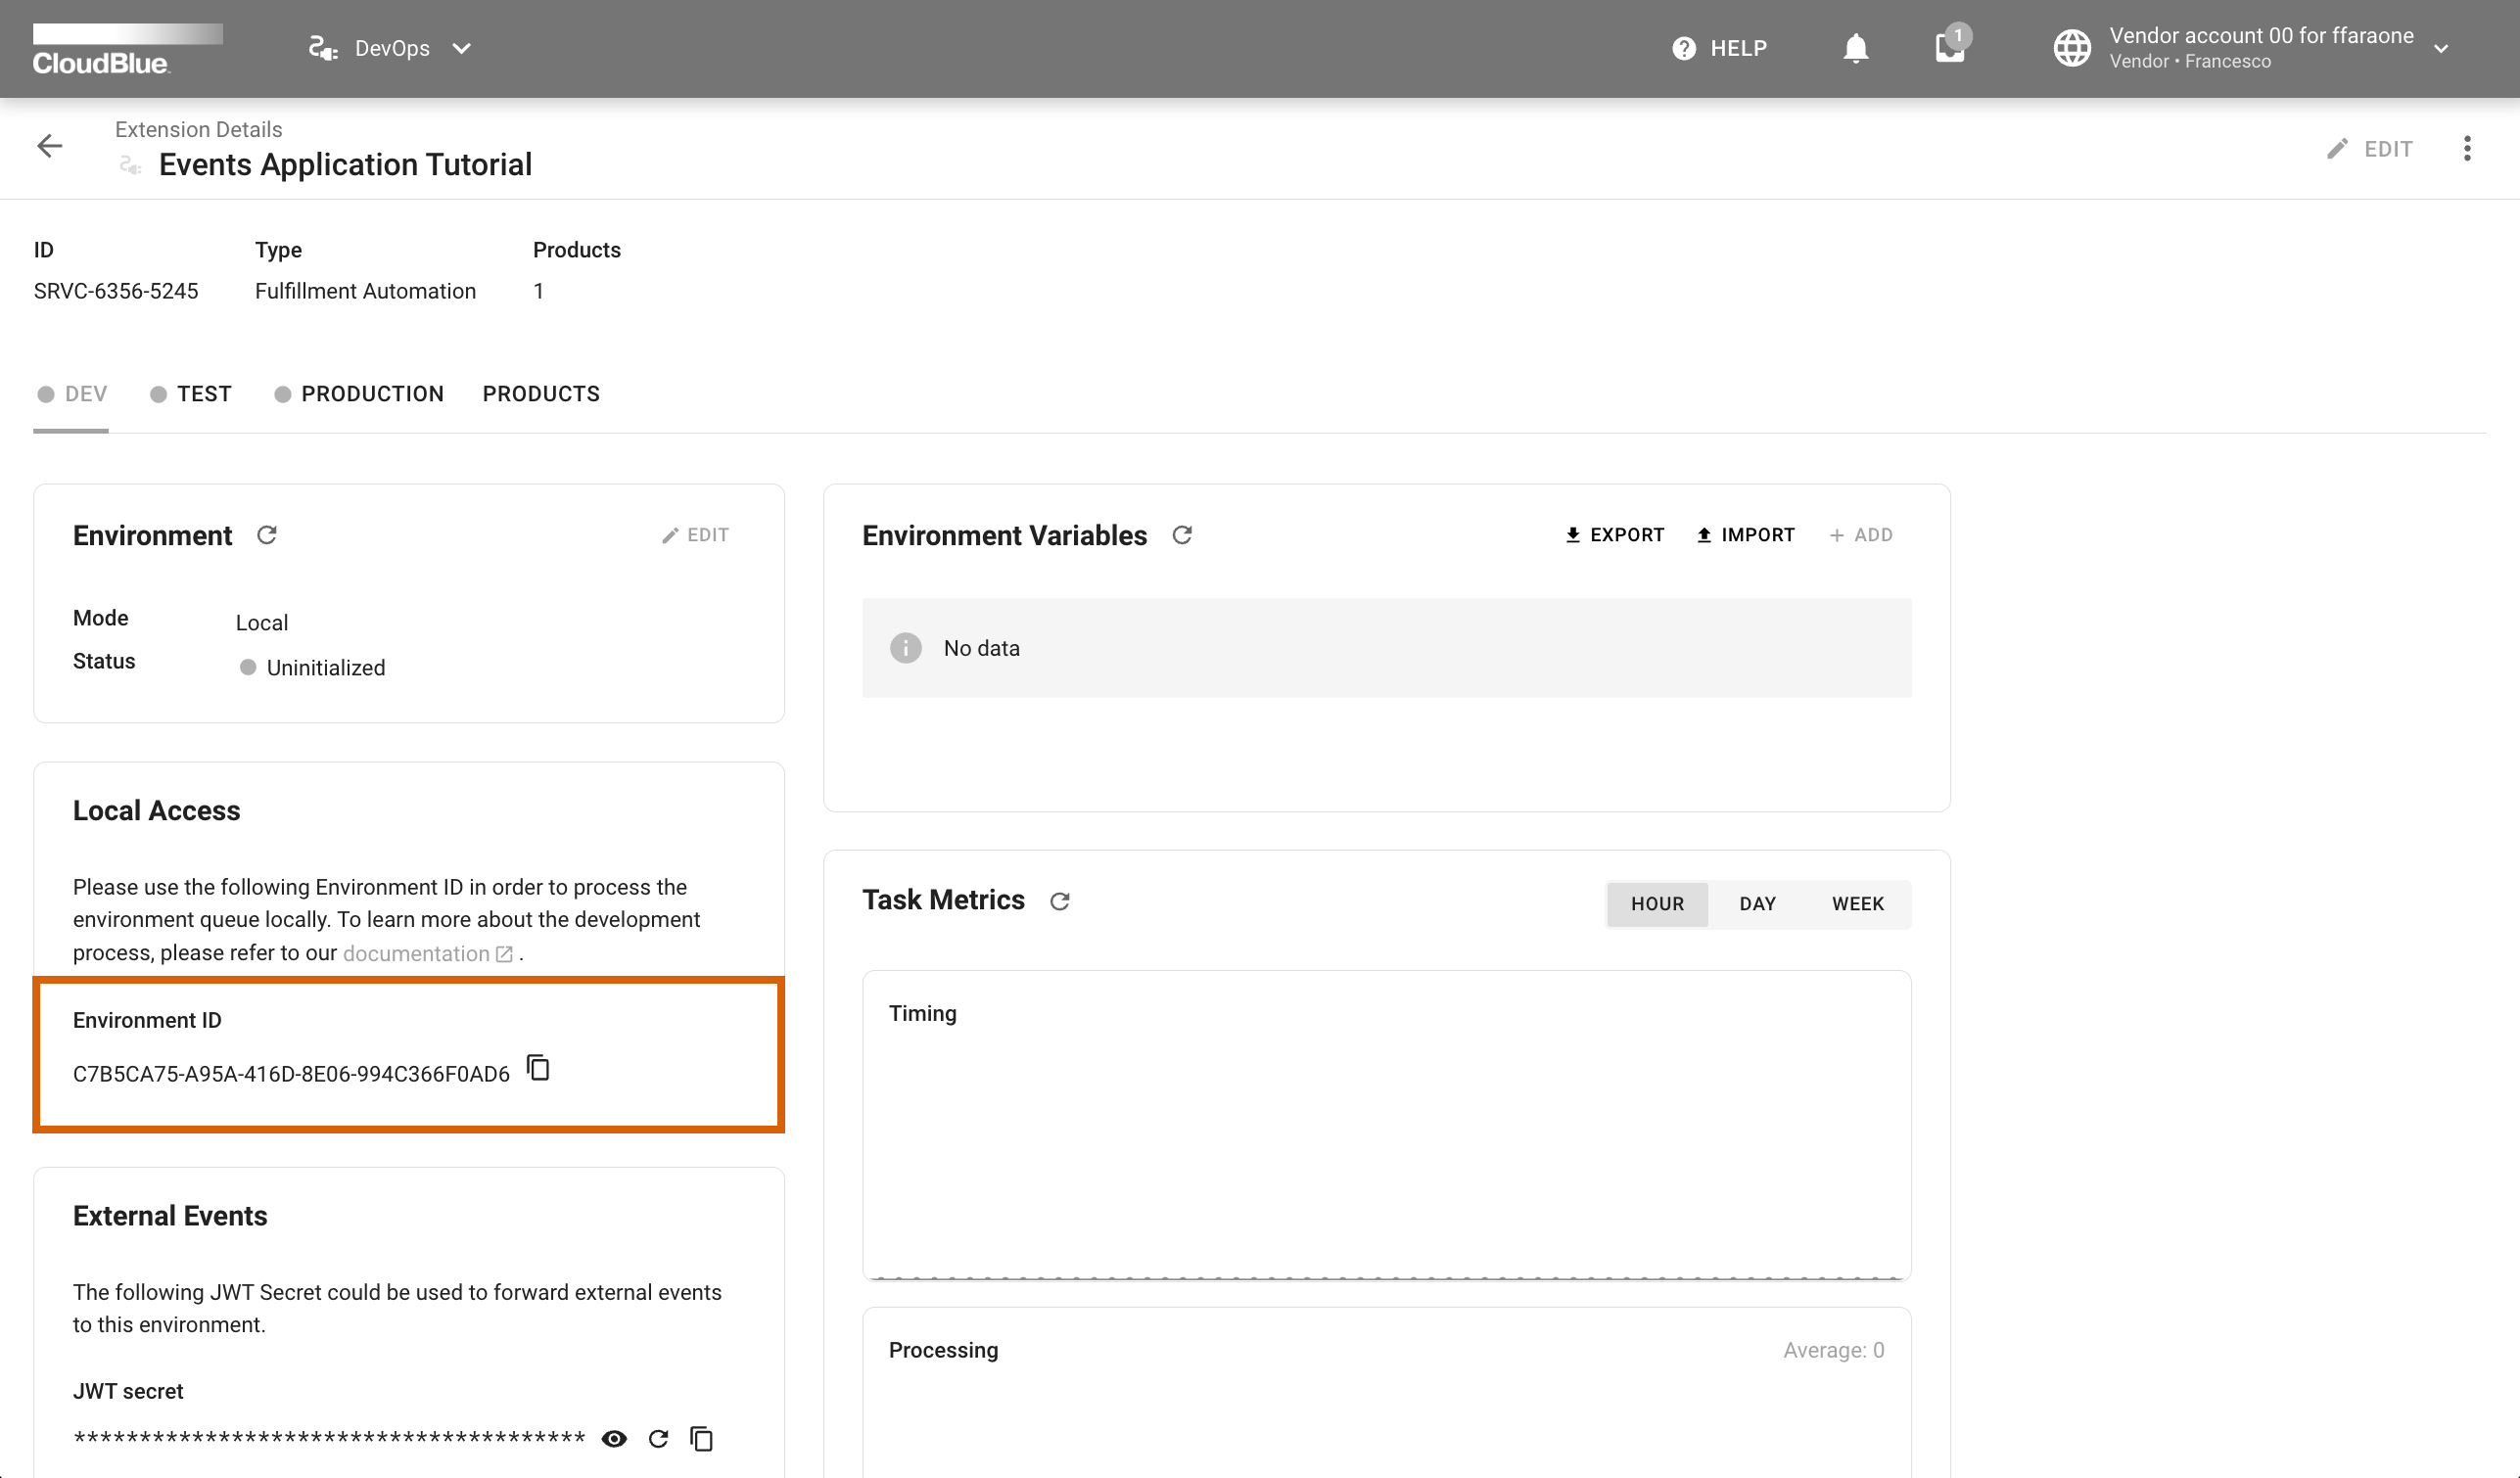 CloudBlue
DevOps
HELP
1
Vendor account 00 for ffaraone
Vendor • Francesco
Extension Details
Events Application Tutorial
EDIT
ID
Type
Products
SRVC-6356-5245
Fulfillment Automation
1
DEV
TEST
PRODUCTION
PRODUCTS
Environment
EDIT
Mode
Local
Status
Uninitialized
Environment Variables
EXPORT
IMPORT
+ ADD
No data
Local Access
Please use the following Environment ID in order to process the
environment queue locally. To learn more about the development
process, please refer to our documentation .
Environment ID
C7B5CA75-A95A-416D-8E06-994C366F0AD6
Task Metrics
HOUR
DAY
WEEK
Timing
Processing
Average: 0
External Events
The following JWT Secret could be used to forward external events
to this environment.
JWT secret
***************************************